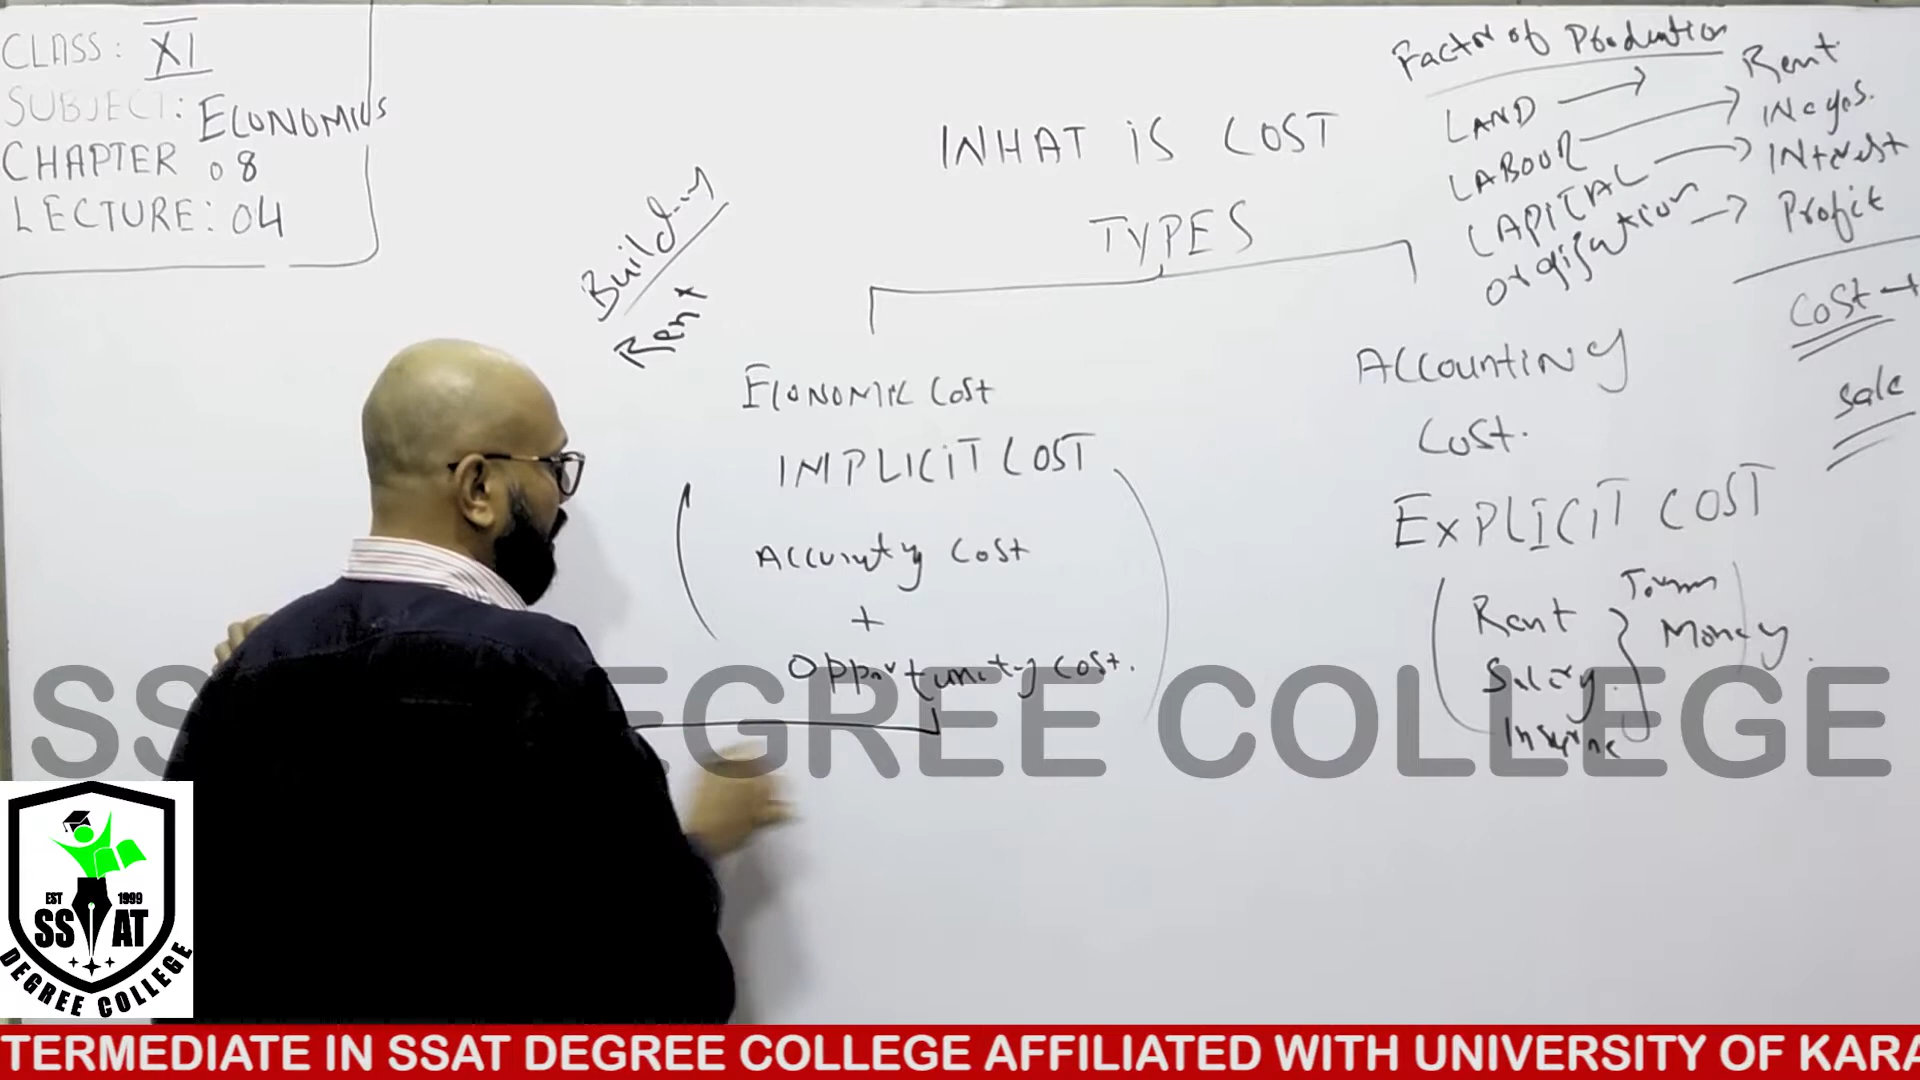 CLASS: XI
SUBJECT: ECONOMICS
CHAPTER 08
LECTURE: 04
WHAT IS COST
TYPES
Building
Rent
ECONOMIC COST
IMPLICIT COST
Accounty Cost
+
Opportunity cost.
Factor of Production
LAND → Rent
LABOUR → 
CAPITAL → INterest
→ Profit
Cost →
Sale
ACCOUNTINg
Cost.
EXPLICIT COST
Rent
Salary
Money
SSAT DEGREE COLLEGE
EST 1999
SSAT
DEGREE COLLEGE
TERMEDIATE IN SSAT DEGREE COLLEGE AFFILIATED WITH UNIVERSITY OF KARA